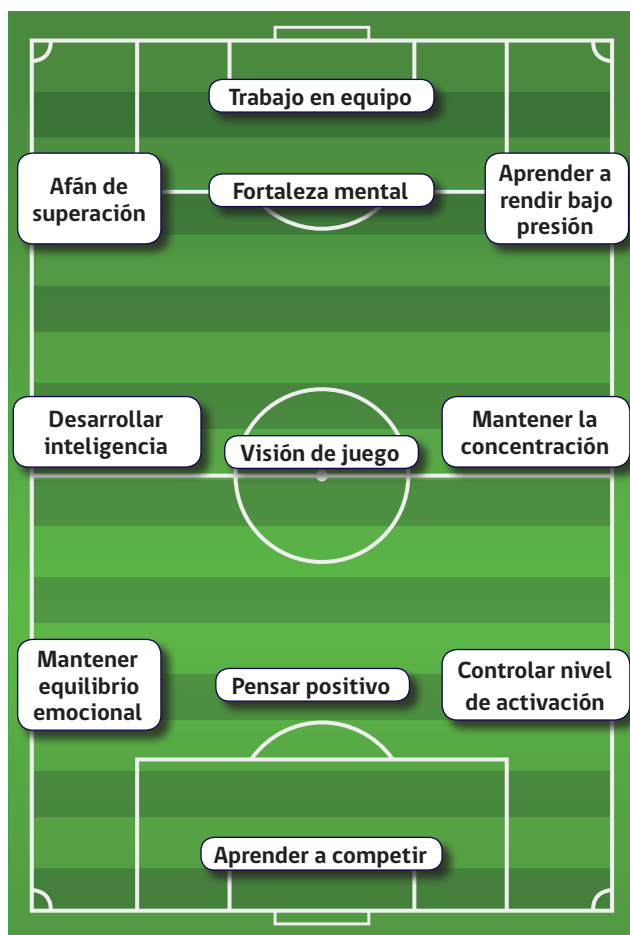 Trabajo en equipo
Afán de
superación
Fortaleza mental
Aprender a
rendir bajo
presión
Desarrollar
inteligencia
Visión de juego
Mantener la
concentración
Mantener
equilibrio
emocional
Pensar positivo
Controlar nivel
de activación
Aprender a competir